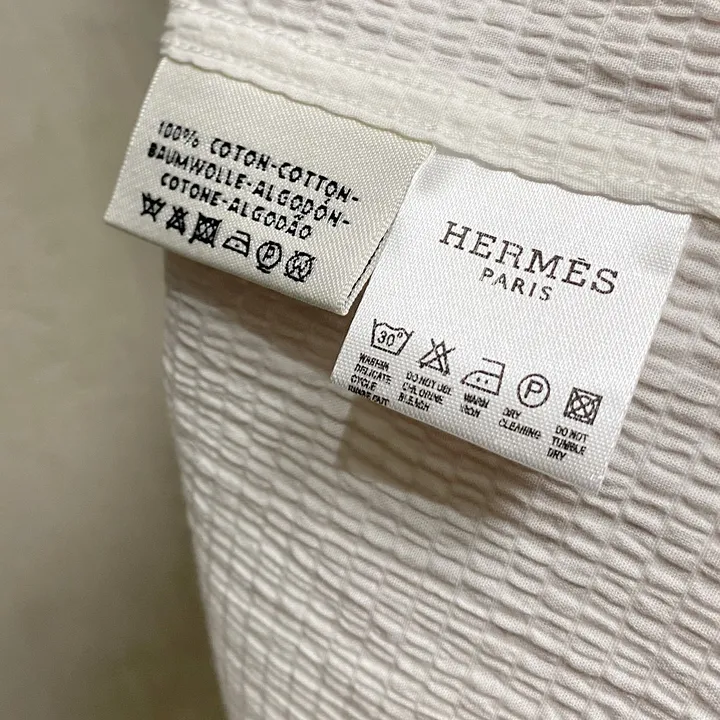 100% COTON-COTTON-
BAUMWOLLE-ALGODÓN-
COTONE-ALGODÃO
P
W
HERMÈS
PARIS
30°
P
WARM IN
DELICATE
CYCLE
DO NOT USE
CHLORINE
BLEACH
WARM
IRON
DRY
CLEANING
DO NOT
TUMBLE
DRY